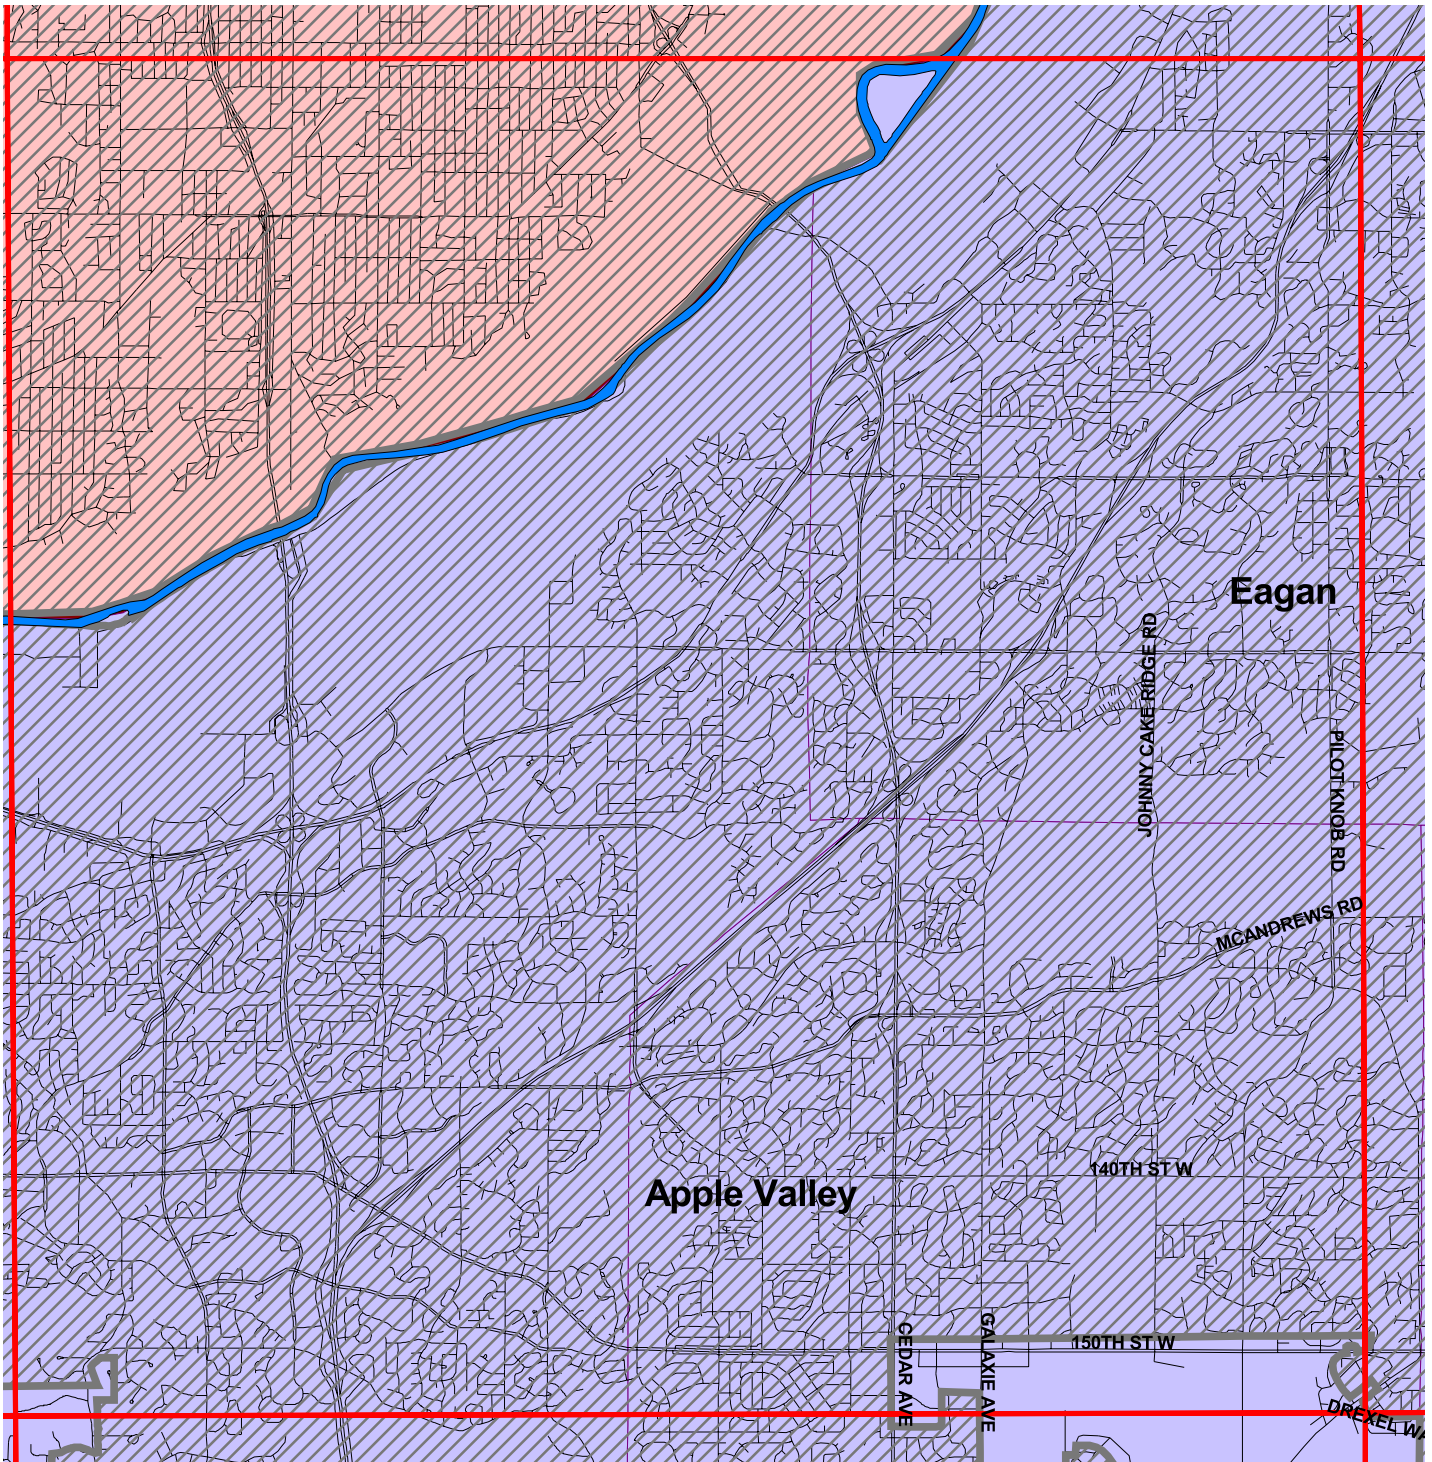 Eagan
JOHNNY CAKE RIDGE RD
PILOT KNOB RD
MCANDREWS RD
140TH ST W
Apple Valley
CEDAR AVE
GALAXIE AVE
150TH ST W
DREXEL WA